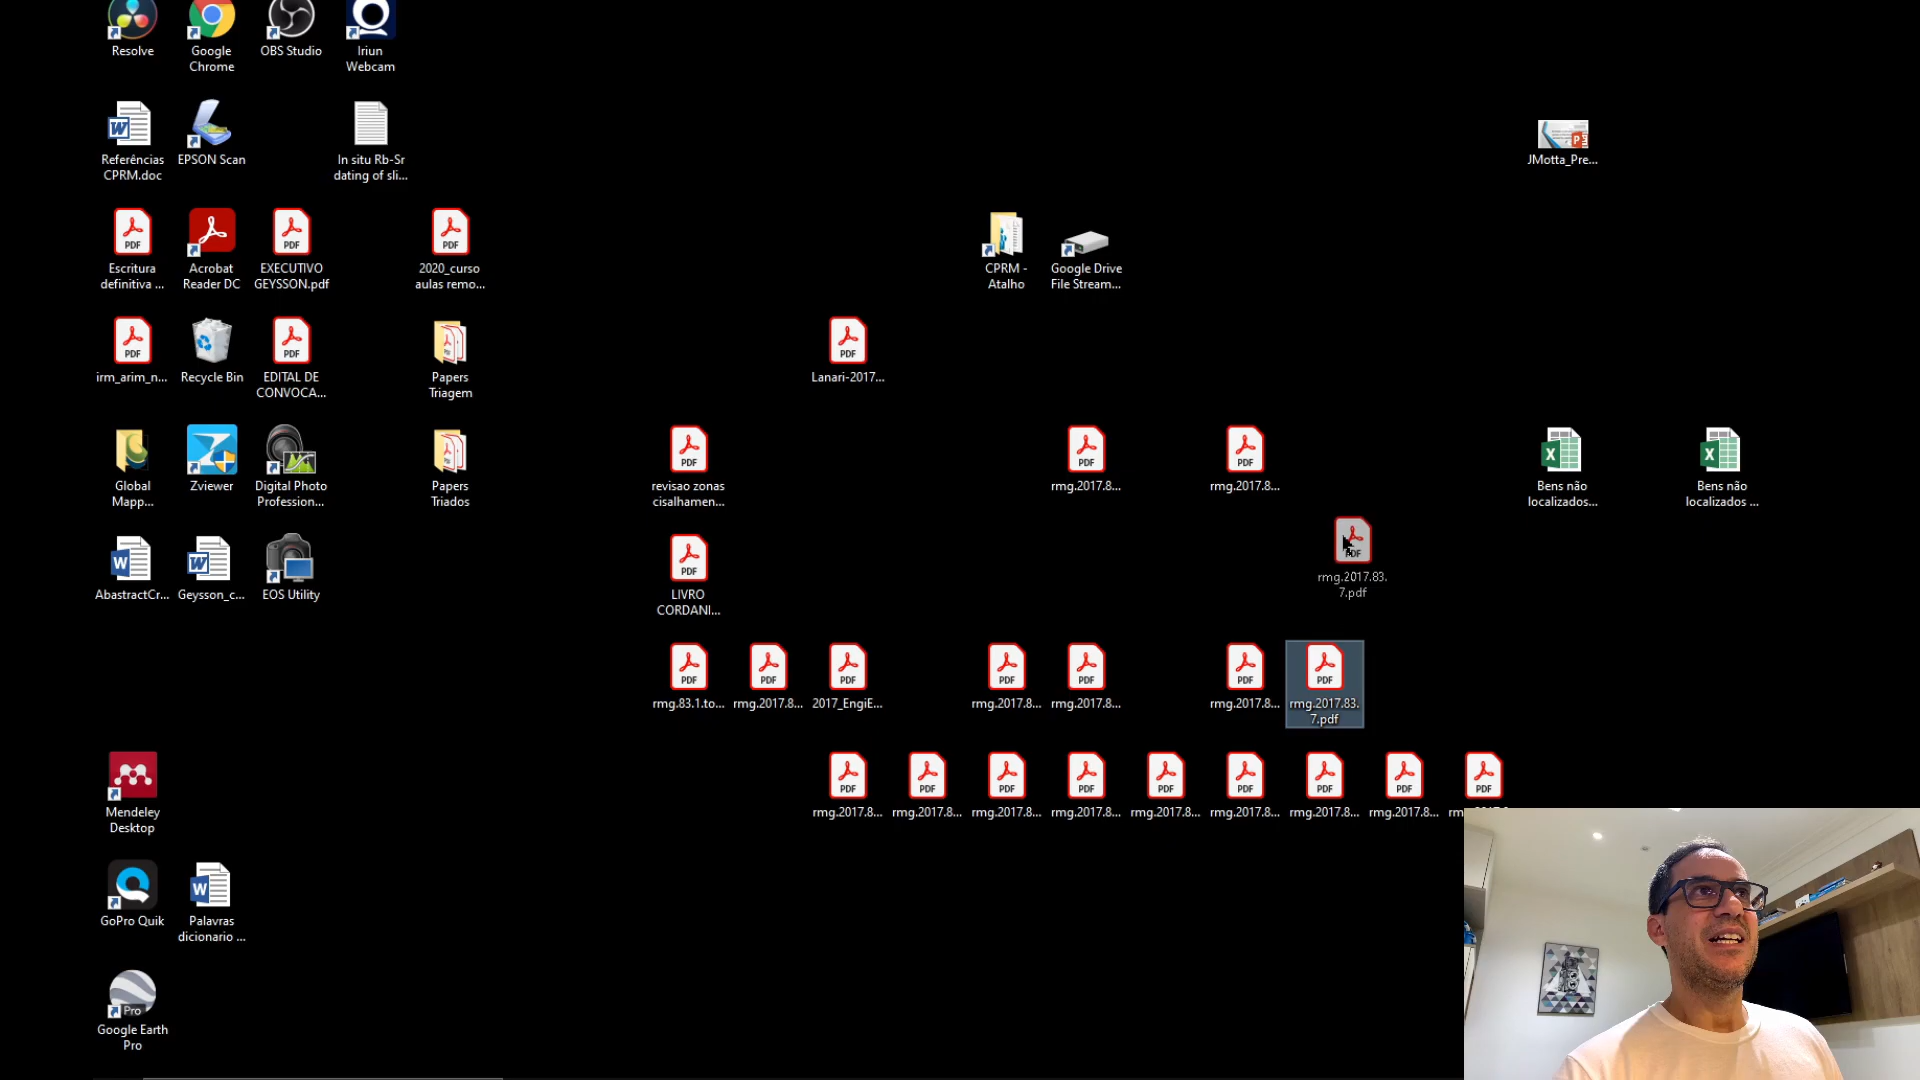 Resolve
Google
Chrome
OBS Studio
Iriun
Webcam
Referências
CPRM.doc
EPSON Scan
In situ Rb-Sr
dating of sli...
JMotta_Pre...
Escritura
definitiva ...
Acrobat
Reader DC
EXECUTIVO
GEYSSON.pdf
2020_curso
aulas remo...
CPRM -
Atalho
Google Drive
File Stream...
irm_arim_n...
Recycle Bin
EDITAL DE
CONVOCA...
Papers
Triagem
Lanari-2017...
Global
Mapp...
Zviewer
Digital Photo
Profession...
Papers
Triados
revisao zonas
cisalhamen...
rmg.2017.8...
rmg.2017.8...
Bens não
localizados...
Bens não
localizados ...
AbastractCr...
Geysson_c...
EOS Utility
LIVRO
CORDANI...
rmg.2017.83.
7.pdf
rmg.83.1.to...
rmg.2017.8...
2017_EngiE...
rmg.2017.8...
rmg.2017.8...
rmg.2017.8...
rmg.2017.83.
7.pdf
Mendeley
Desktop
rmg.2017.8...
rmg.2017.8...
rmg.2017.8...
rmg.2017.8...
rmg.2017.8...
rmg.2017.8...
rmg.2017.8...
rmg.2017.8...
GoPro Quik
Palavras
dicionario ...
Pro
Google Earth
Pro